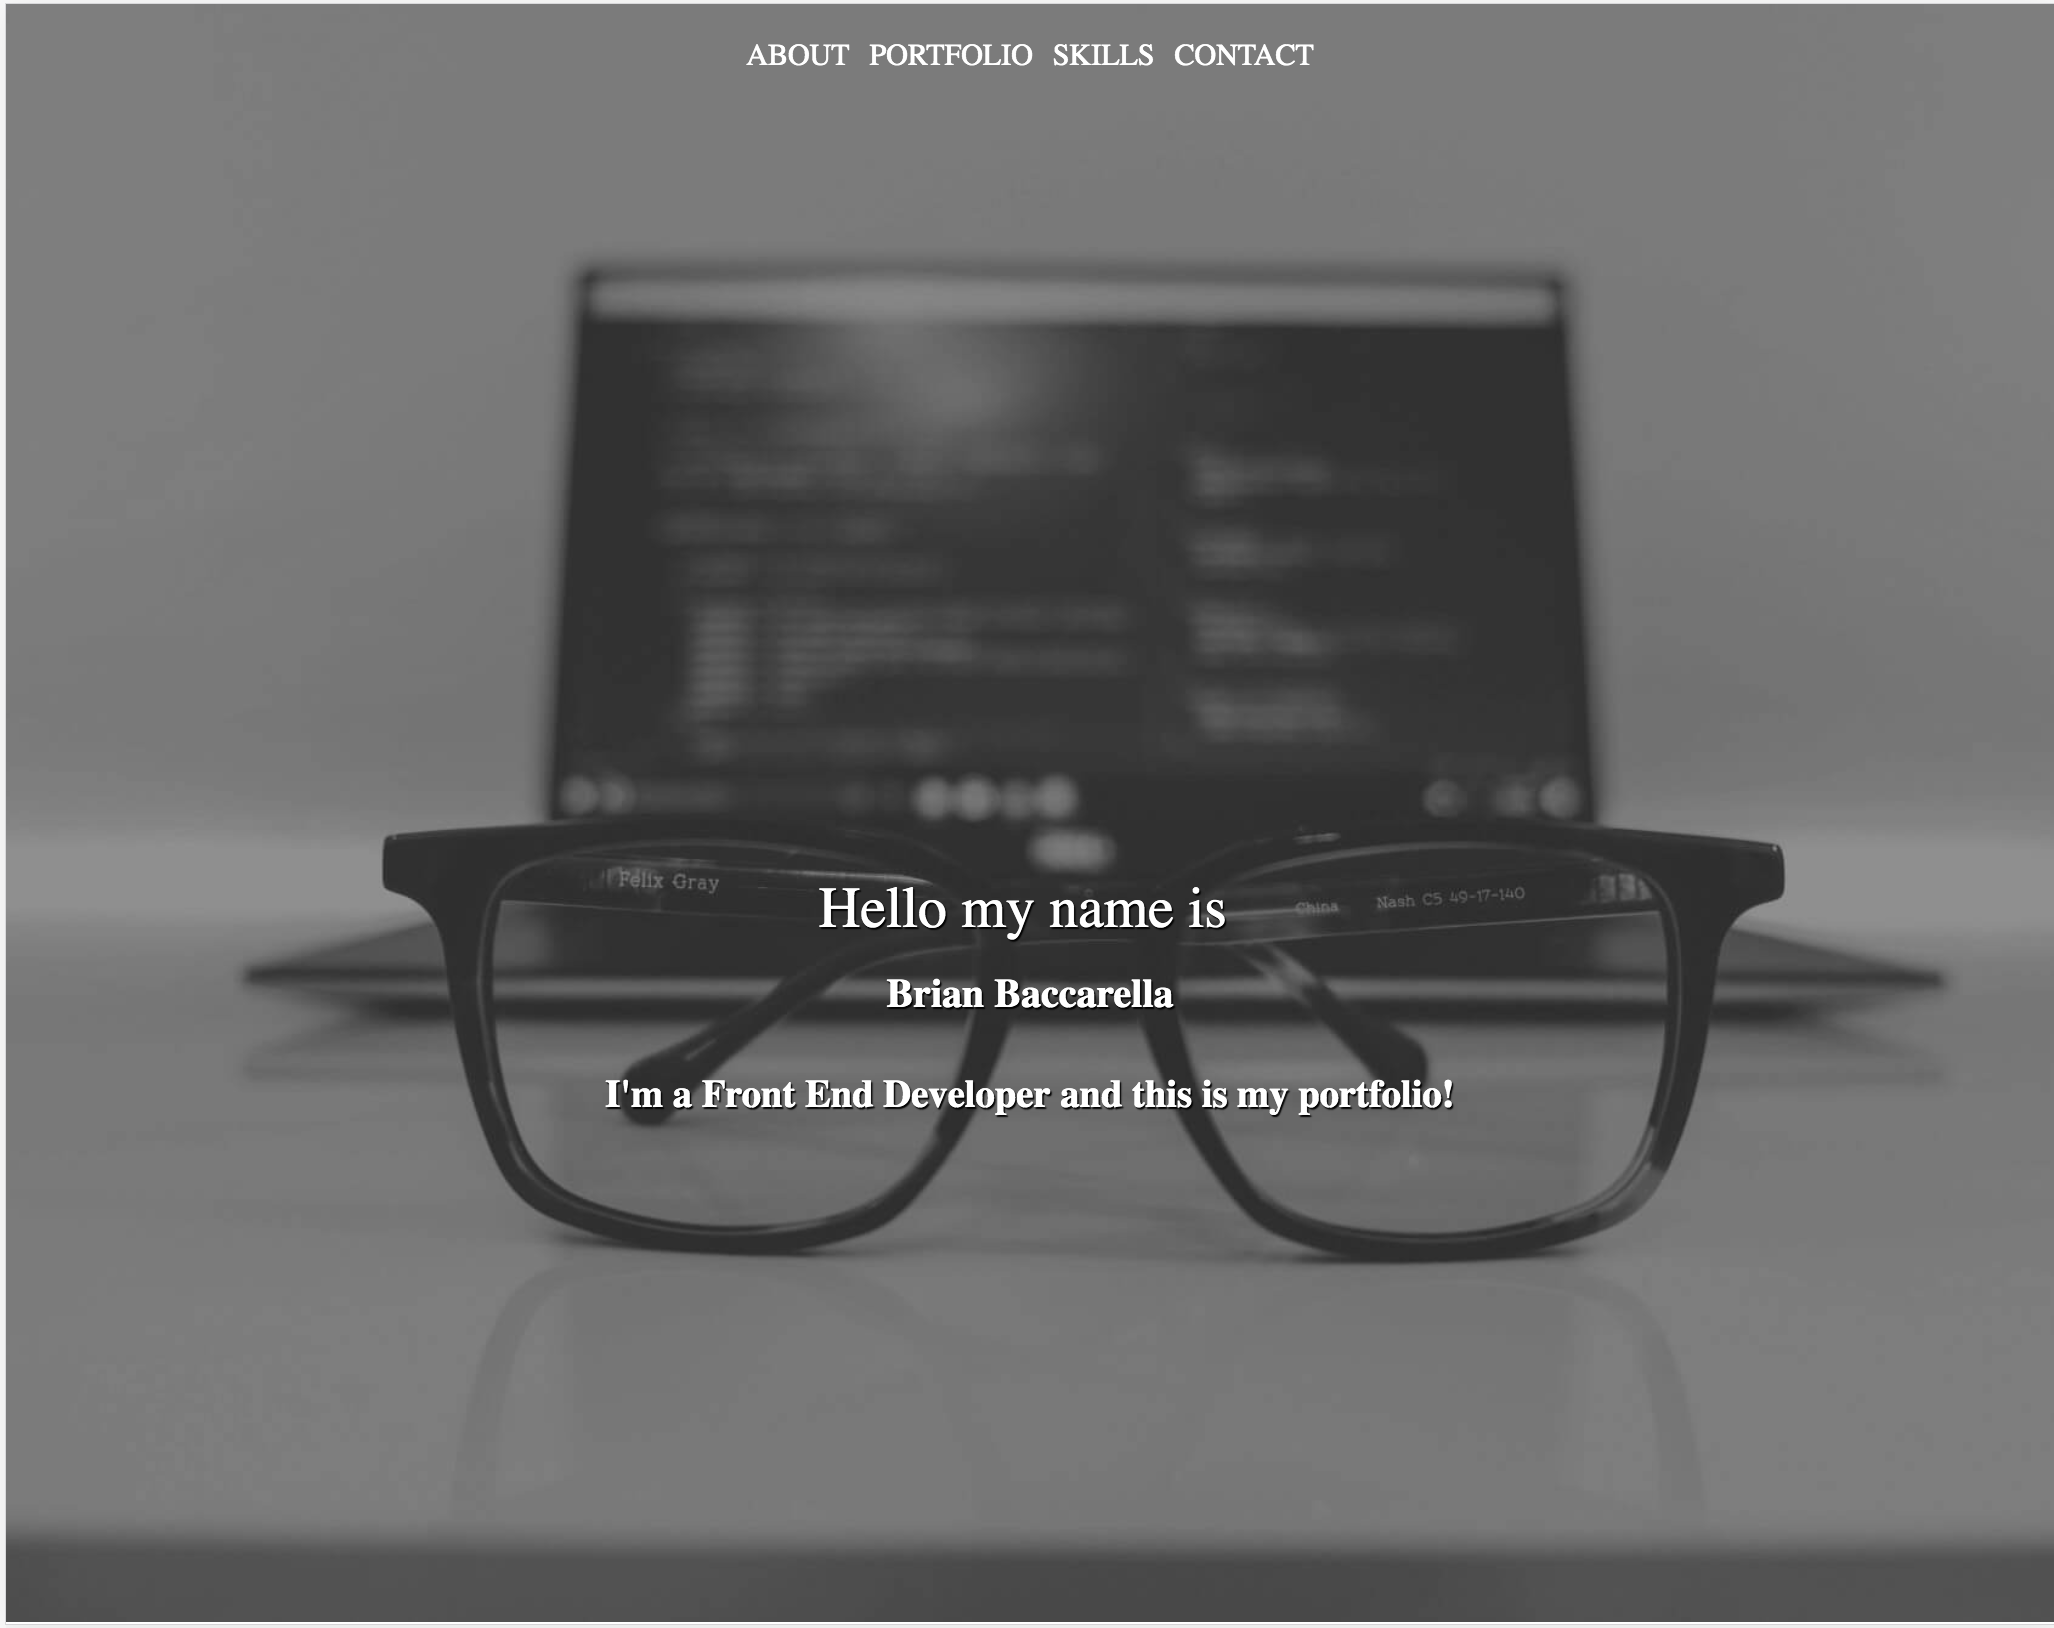 ABOUT PORTFOLIO SKILLS CONTACT
Felix Gray
China Nash C5 49-17-140
Hello my name is
Brian Baccarella
I'm a Front End Developer and this is my portfolio!